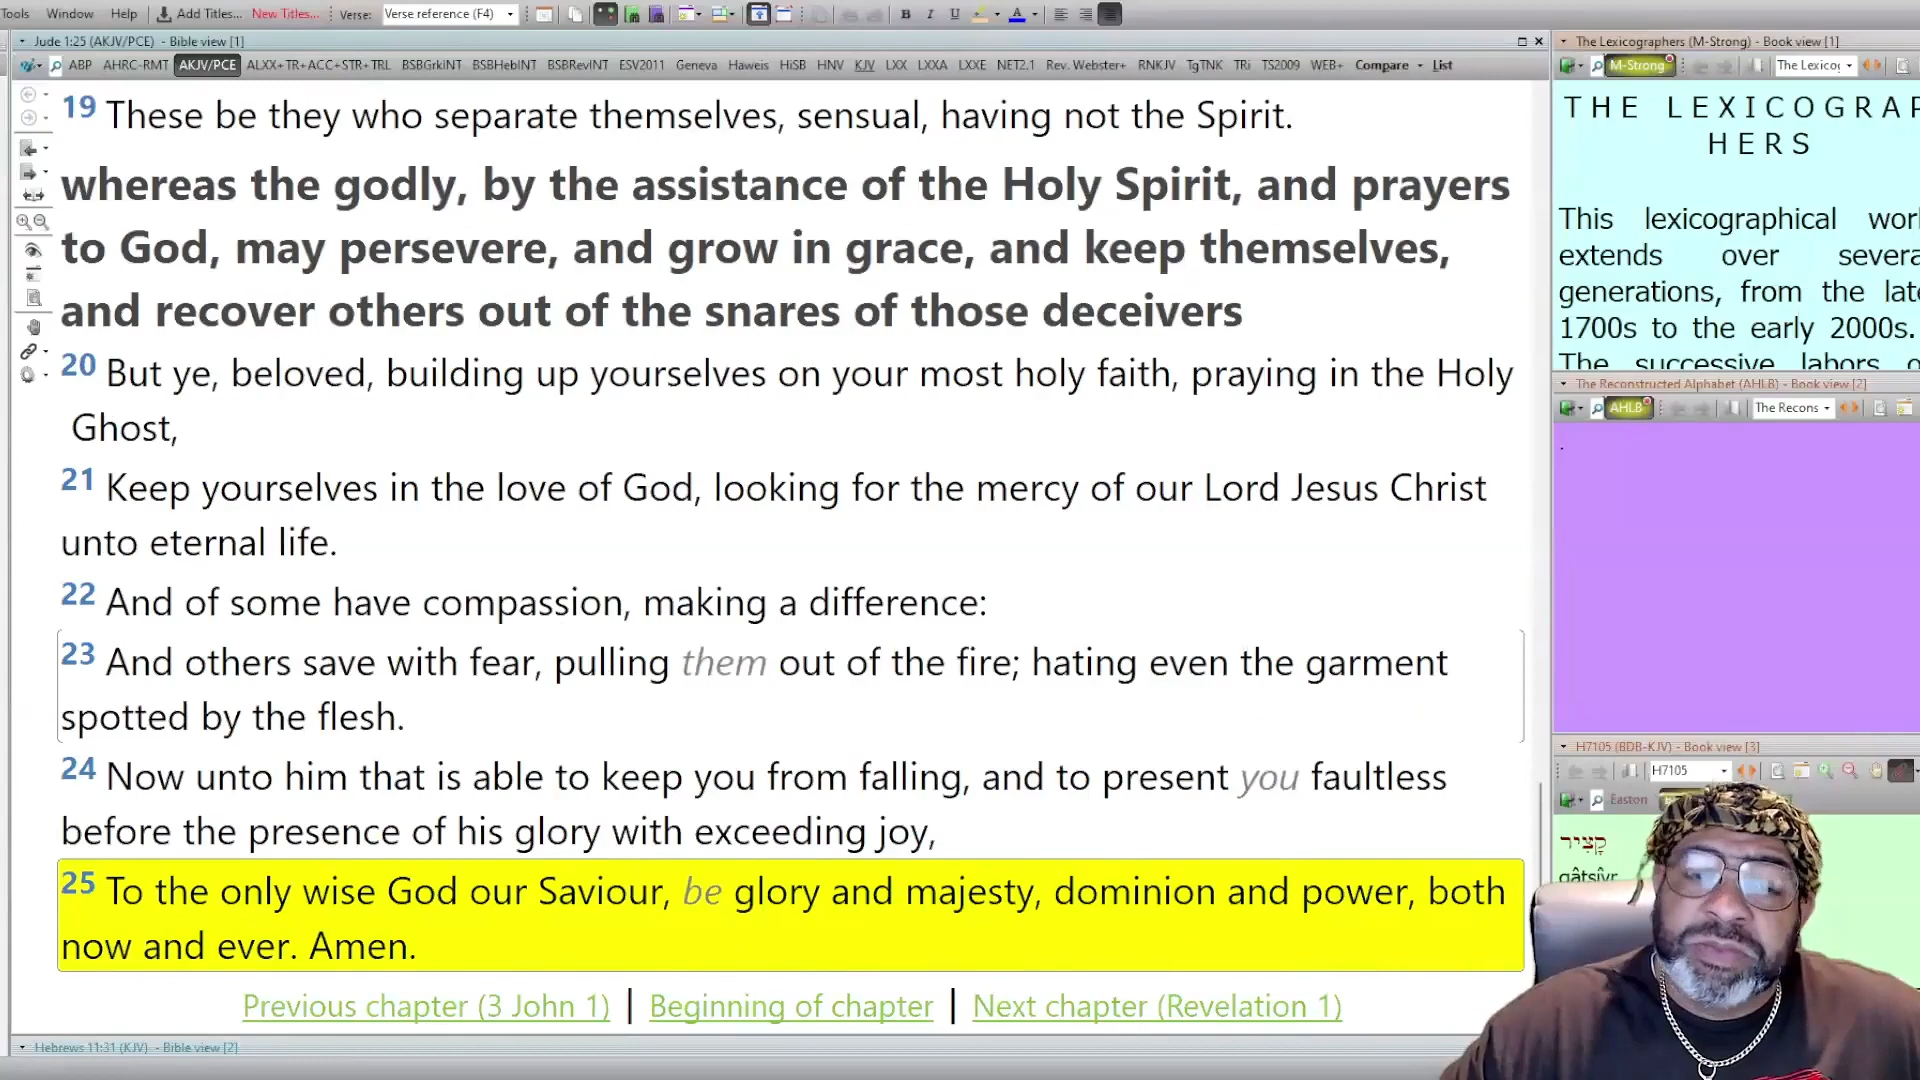 Tools Window Help Add Titles... New Titles... Verse: Verse reference (F4) B I U A
Jude 1:25 (AKJV/PCE) - Bible view [1]
ABP AHRC-RMT AKJV/PCE ALXX+TR+ACC+STR+TRL BSBGrkINT BSBHebINT BSBRevINT ESV2011 Geneva Haweis HiSB HNV KJV LXX LXXA LXXE NET2.1 Rev. Webster+ RNKJV TgTNK TRi TS2009 WEB+ Compare List
19 These be they who separate themselves, sensual, having not the Spirit.
whereas the godly, by the assistance of the Holy Spirit, and prayers
to God, may persevere, and grow in grace, and keep themselves,
and recover others out of the snares of those deceivers
20 But ye, beloved, building up yourselves on your most holy faith, praying in the Holy
Ghost,
21 Keep yourselves in the love of God, looking for the mercy of our Lord Jesus Christ
unto eternal life.
22 And of some have compassion, making a difference:
23 And others save with fear, pulling them out of the fire; hating even the garment
spotted by the flesh.
24 Now unto him that is able to keep you from falling, and to present you faultless
before the presence of his glory with exceeding joy,
25 To the only wise God our Saviour, be glory and majesty, dominion and power, both
now and ever. Amen.
Previous chapter (3 John 1) | Beginning of chapter | Next chapter (Revelation 1)
Hebrews 11:31 (KJV) - Bible view [2]
The Lexicographers (M-Strong) - Book view [1]
M-Strong The Lexicog
THE LEXICOGRAP
HERS
This lexicographical work
extends over severa
generations, from the late
1700s to the early 2000s.
The successive labors o
The Reconstructed Alphabet (AHLB) - Book view [2]
AHLB The Recons
H7105 (BDB-KJV) - Book view [3]
H7105
Easton
קָצִיר
qâtsîyr